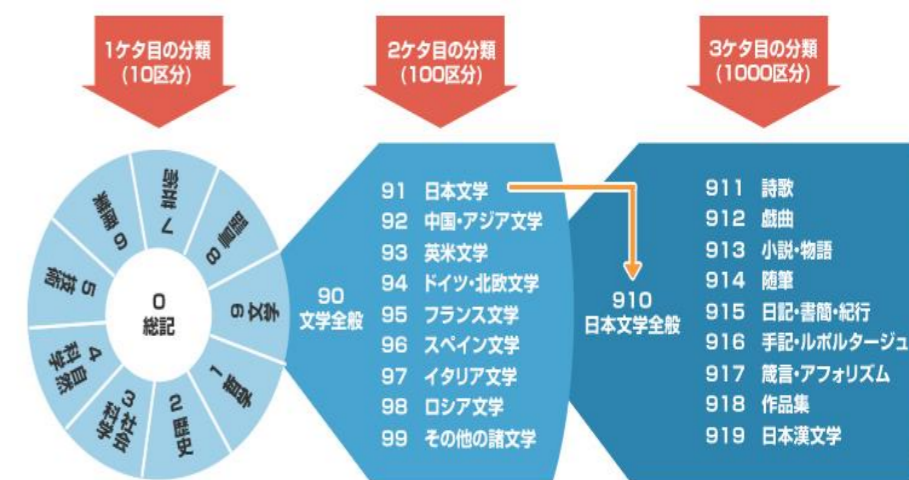 1ケタ目の分類
(10区分)
2ケタ目の分類
(100区分)
3ケタ目の分類
(1000区分)
0
総記
1 哲学
2 歴史
3 社会
科学
4 自然
科学
5 技術
6 産業
7 芸術
8 言語
9 文学
90
文学全般
91 日本文学
92 中国・アジア文学
93 英米文学
94 ドイツ・北欧文学
95 フランス文学
96 スペイン文学
97 イタリア文学
98 ロシア文学
99 その他の諸文学
910
日本文学全般
911 詩歌
912 戯曲
913 小説・物語
914 随筆
915 日記・書簡・紀行
916 手記・ルポルタージュ
917 箴言・アフォリズム
918 作品集
919 日本漢文学